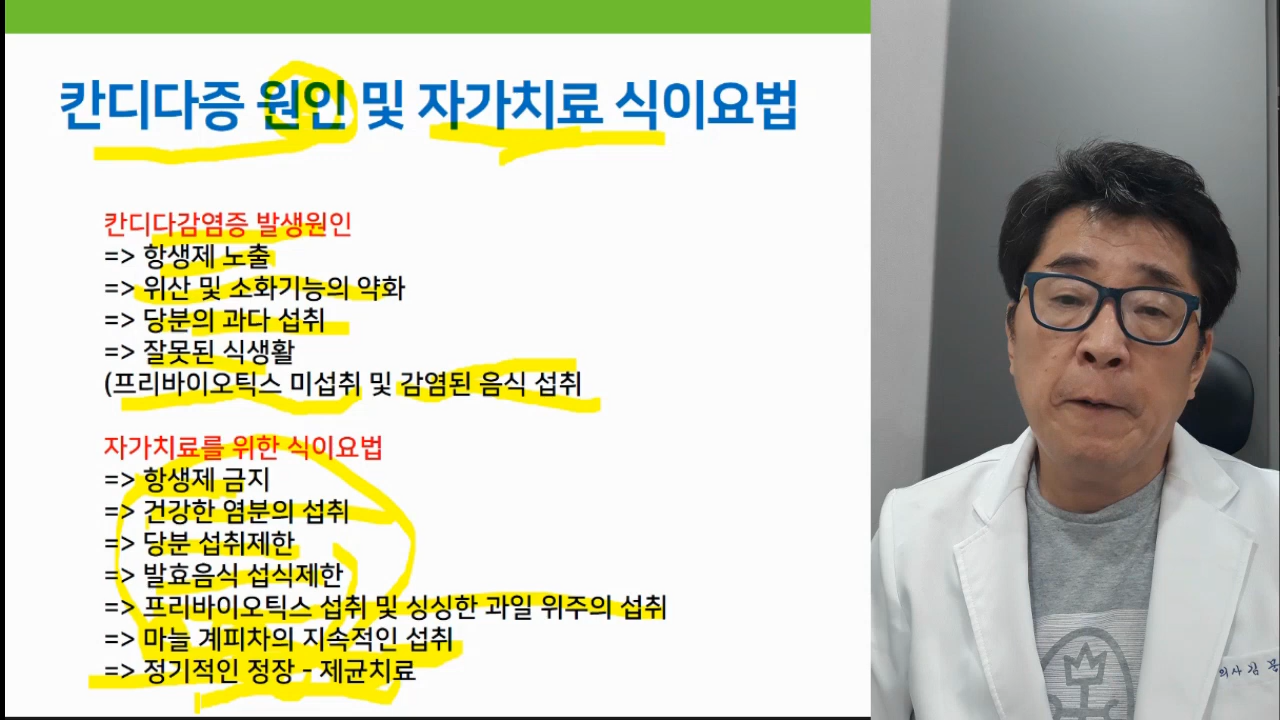 칸디다증 원인 및 자가치료 식이요법
칸디다감염증 발생원인
=> 항생제 노출
=> 위산 및 소화기능의 약화
=> 당분의 과다 섭취
=> 잘못된 식생활
(프리바이오틱스 미섭취 및 감염된 음식 섭취
자가치료를 위한 식이요법
=> 항생제 금지
=> 건강한 염분의 섭취
=> 당분 섭취제한
=> 발효음식 섭식제한
=> 프리바이오틱스 섭취 및 싱싱한 과일 위주의 섭취
=> 마늘 계피차의 지속적인 섭취
=> 정기적인 정장 - 제균치료
의사 김